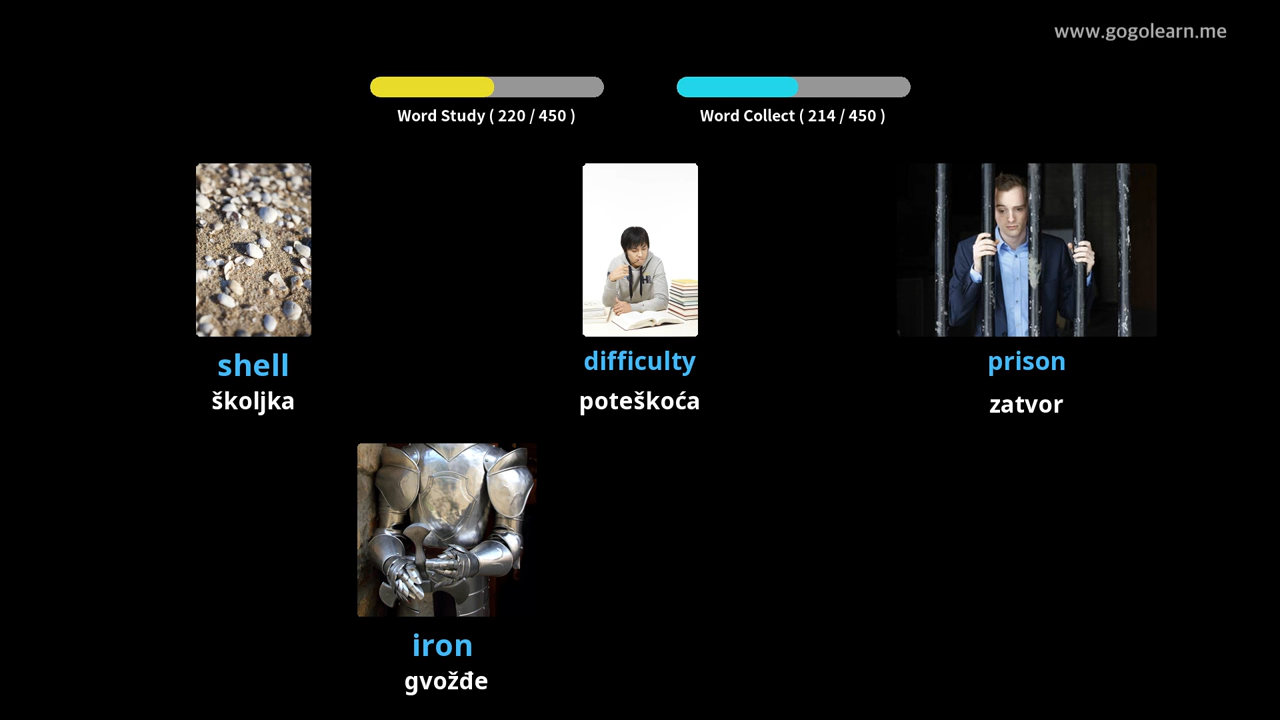 www.gogolearn.me
Word Study ( 220 / 450 )
Word Collect ( 214 / 450 )
shell
školjka
difficulty
poteškoća
prison
zatvor
iron
gvožđe